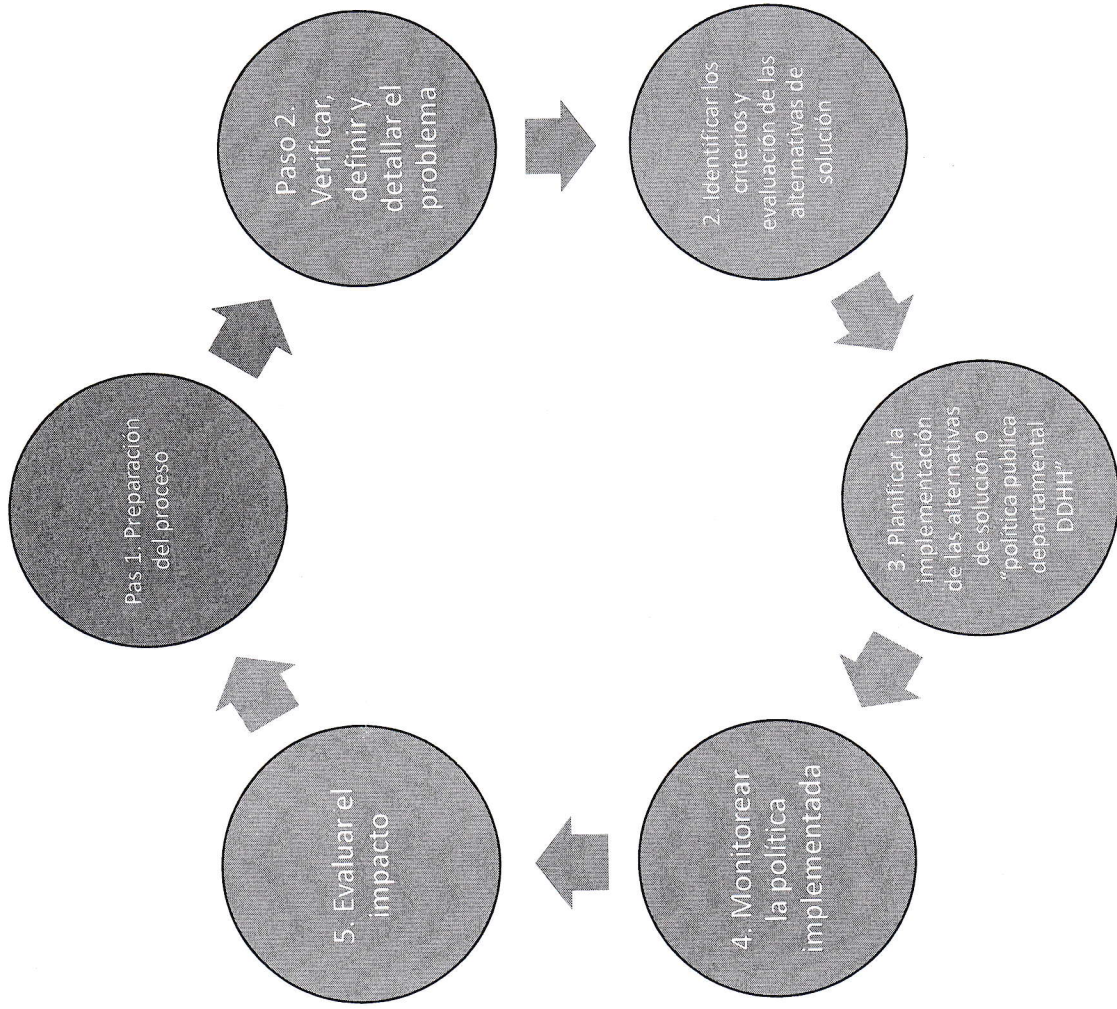 Pas 1. Preparación
del proceso
Paso 2.
Verificar,
definir y
detallar el
problema
2. Identificar los
criterios y
evaluación de las
alternativas de
solución
3. Planificar la
implementación
de las alternativas
de solución o
“política publica
departamental
DDHH”
4. Monitorear
la política
implementada
5. Evaluar el
impacto